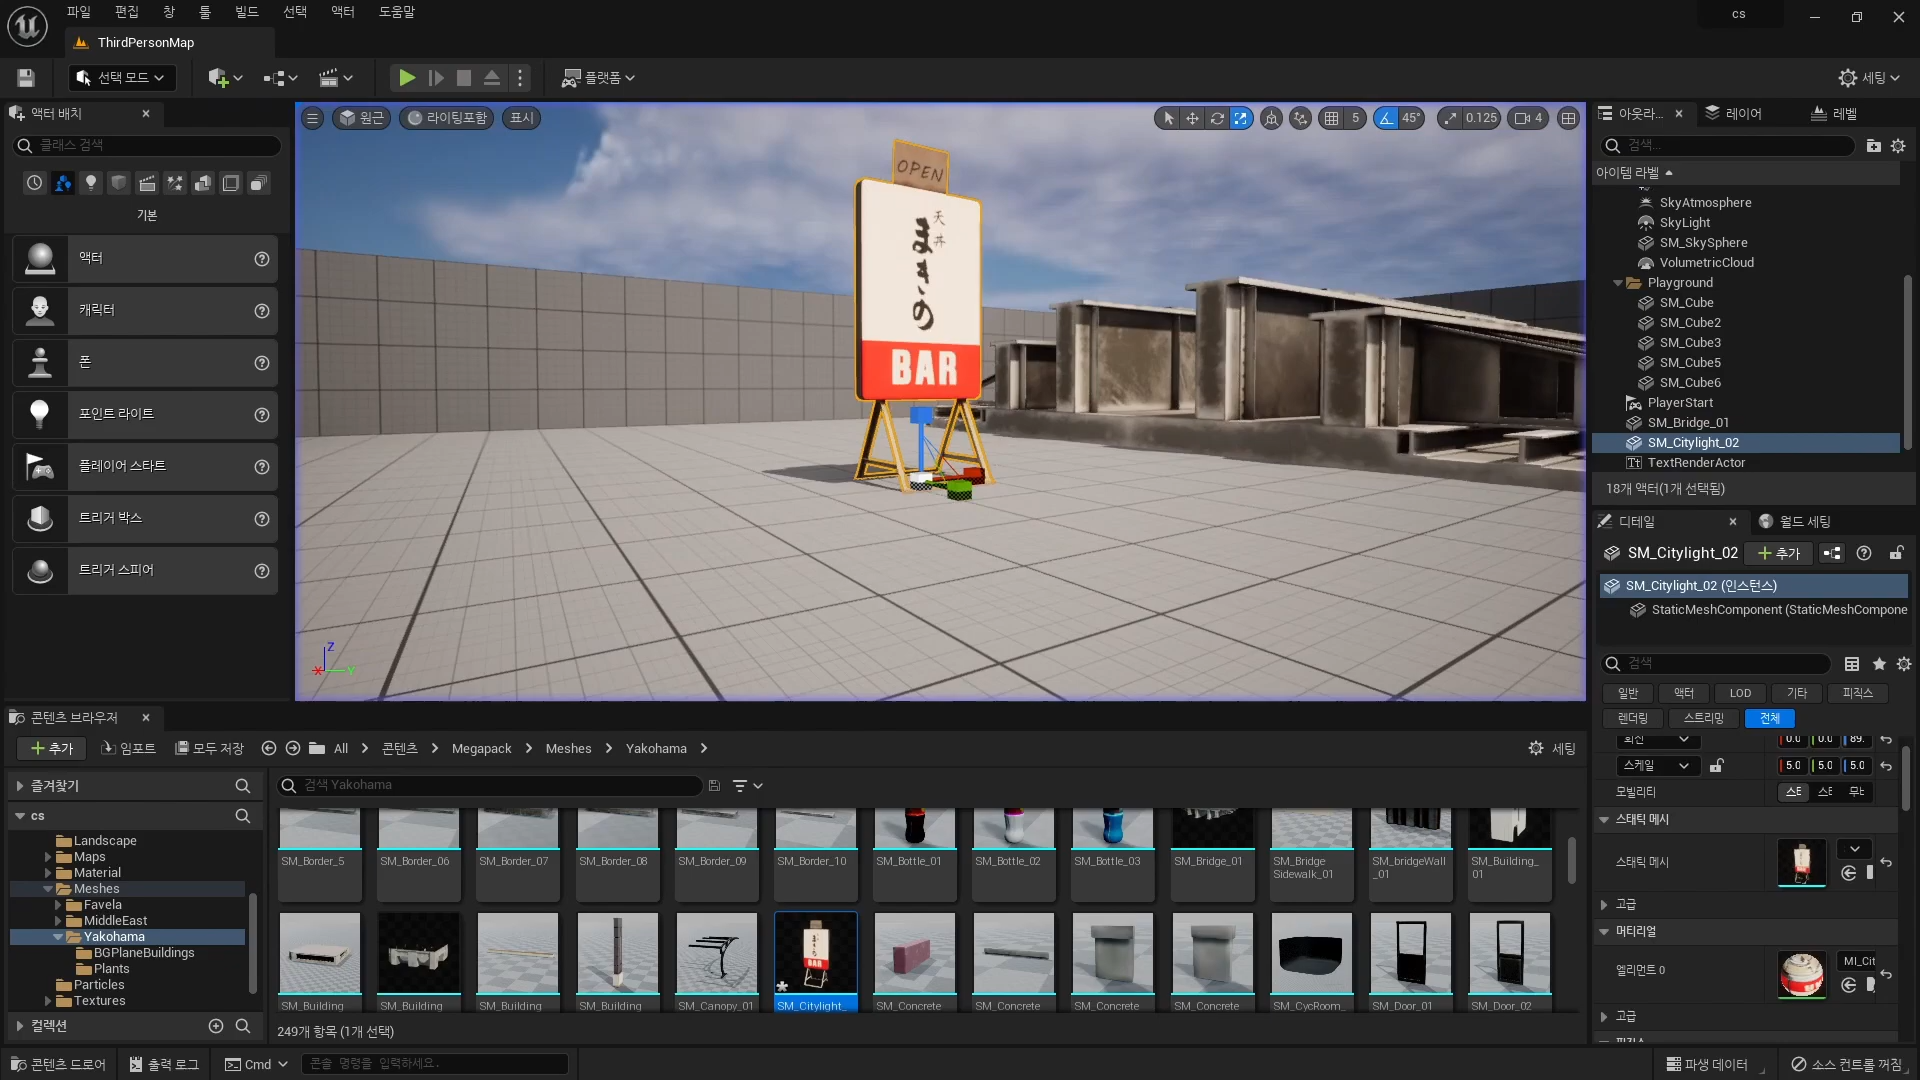 파일 편집 창 툴 빌드 선택 액터 도움말
cs
ThirdPersonMap
선택 모드
플랫폼
세팅
액터 배치
클래스 검색
기본
액터
캐릭터
폰
포인트 라이트
플레이어 스타트
트리거 박스
트리거 스피어
원근
라이팅포함
표시
5
45°
0.125
4
OPEN
天井
BAR
Z
X
Y
아웃라...
레이어
레벨
검색...
아이템 라벨
SkyAtmosphere
SkyLight
SM_SkySphere
VolumetricCloud
Playground
SM_Cube
SM_Cube2
SM_Cube3
SM_Cube5
SM_Cube6
PlayerStart
SM_Bridge_01
SM_Citylight_02
TextRenderActor
18개 액터(1개 선택됨)
디테일
월드 세팅
SM_Citylight_02
추가
SM_Citylight_02 (인스턴스)
StaticMeshComponent (StaticMeshCompone
검색
일반 액터 LOD 기타 피직스
렌더링 스트리밍 전체
회전 0.0 0.0 89.
스케일 5.0 5.0 5.0
모빌리티
스태틱 메시
스태틱 메시
고급
머티리얼
엘리먼트 0
MI_Cit
고급
피직스
콘텐츠 브라우저
추가 임포트 모두 저장 All 콘텐츠 Megapack Meshes Yakohama
세팅
즐겨찾기
cs
Landscape
Maps
Material
Meshes
Favela
MiddleEast
Yakohama
BGPlaneBuildings
Plants
Particles
Textures
컬렉션
검색 Yakohama
SM_Border_5
SM_Border_06
SM_Border_07
SM_Border_08
SM_Border_09
SM_Border_10
SM_Bottle_01
SM_Bottle_02
SM_Bottle_03
SM_Bridge_01
SM_Bridge
Sidewalk_01
SM_bridgeWall
_01
SM_Building_
01
SM_Building
SM_Building
SM_Building
SM_Building
SM_Canopy_01
BAR
SM_Citylight_
SM_Concrete
SM_Concrete
SM_Concrete
SM_Concrete
SM_CycRoom_
SM_Door_01
SM_Door_02
249개 항목 (1개 선택)
콘텐츠 드로어
출력 로그
Cmd
콘솔 명령을 입력하세요.
파생 데이터
소스 컨트롤 꺼짐